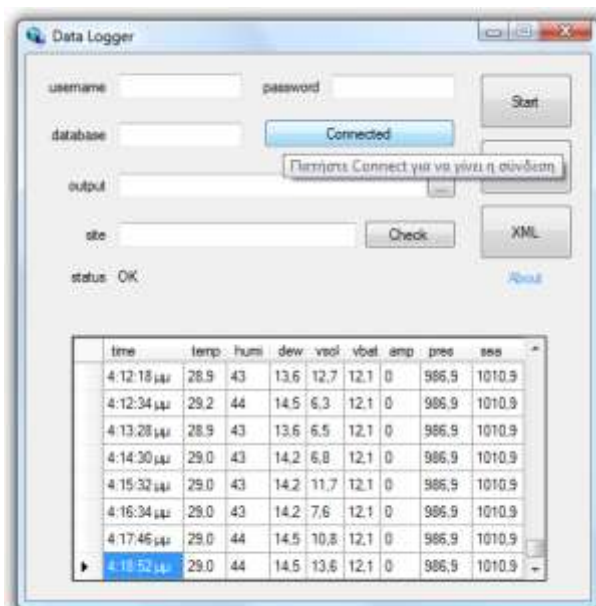 Data Logger
username
password
Start
database
Connected
Πατήστε Connect για να γίνει η σύνδεση
output
...
site
Check
XML
status OK
About
time temp humi dew vsol vbat amp pres sea
4:12:18 μμ 28,9 43 13,6 12,7 12,1 0 986,9 1010,9
4:12:34 μμ 29,2 44 14,5 6,3 12,1 0 986,9 1010,9
4:13:28 μμ 28,9 43 13,6 6,5 12,1 0 986,9 1010,9
4:14:30 μμ 29,0 43 14,2 6,8 12,1 0 986,9 1010,9
4:15:32 μμ 29,0 43 14,2 11,7 12,1 0 986,9 1010,9
4:16:34 μμ 29,0 43 14,2 7,6 12,1 0 986,9 1010,9
4:17:46 μμ 29,0 44 14,5 10,8 12,1 0 986,9 1010,9
4:18:52 μμ 29,0 44 14,5 13,6 12,1 0 986,9 1010,9